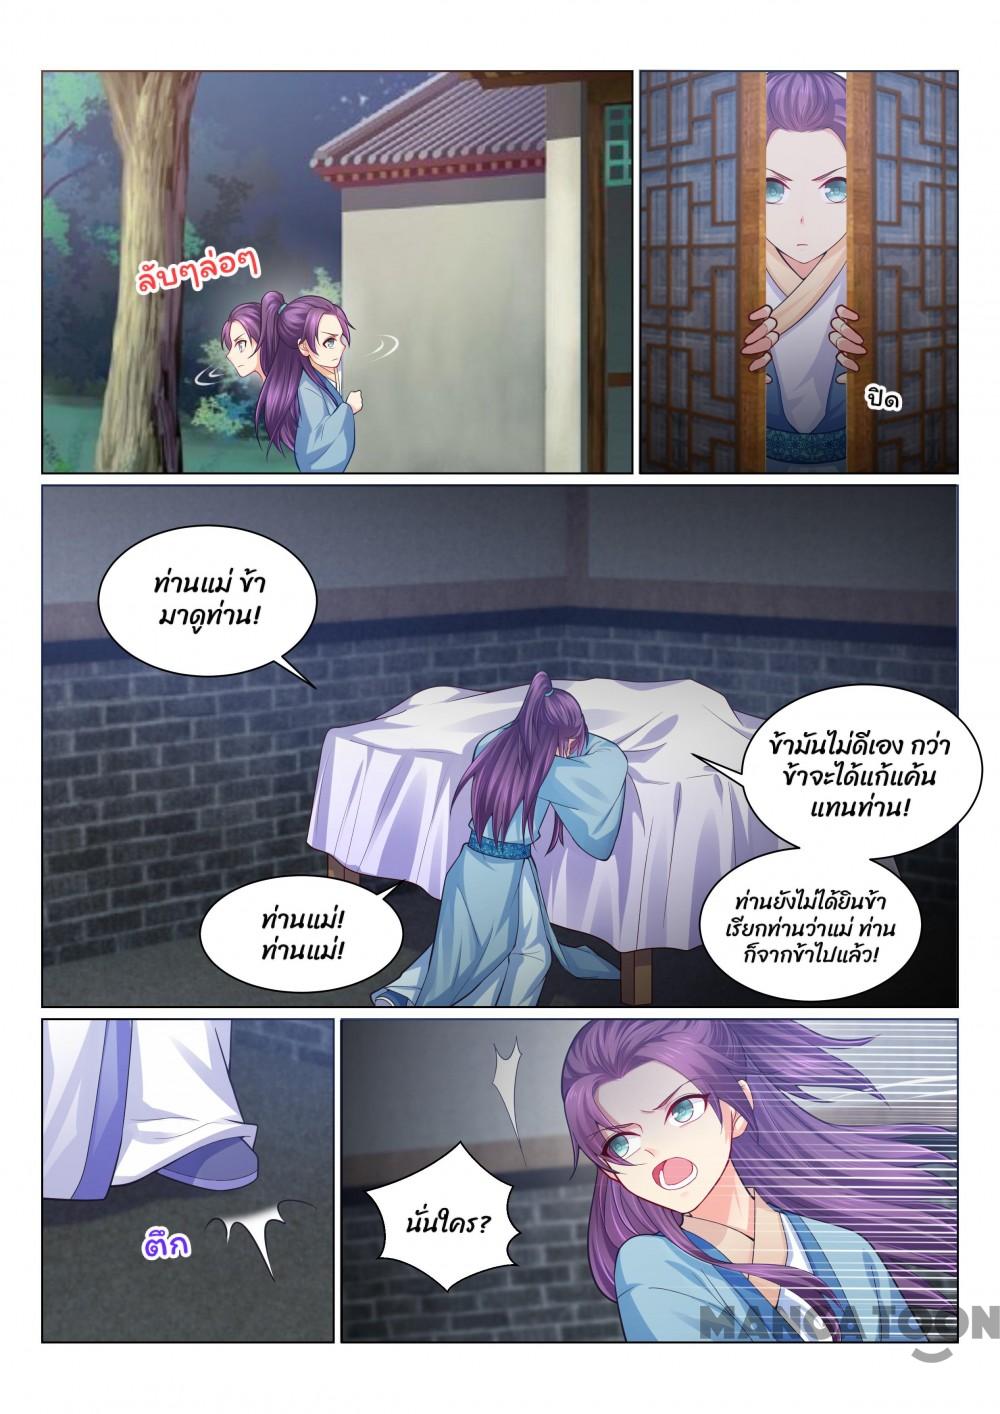 ลับๆล่อๆ
ปิด
ท่านแม่ ข้า
มาดูท่าน!
ข้ามันไม่ดีเอง กว่า
ข้าจะได้แก้แค้น
แทนท่าน!
ท่านแม่!
ท่านแม่!
ท่านยังไม่ได้ยินข้า
เรียกท่านว่าแม่ ท่าน
ก็จากข้าไปแล้ว!
ตึก
นั่นใคร?
MANGATOON